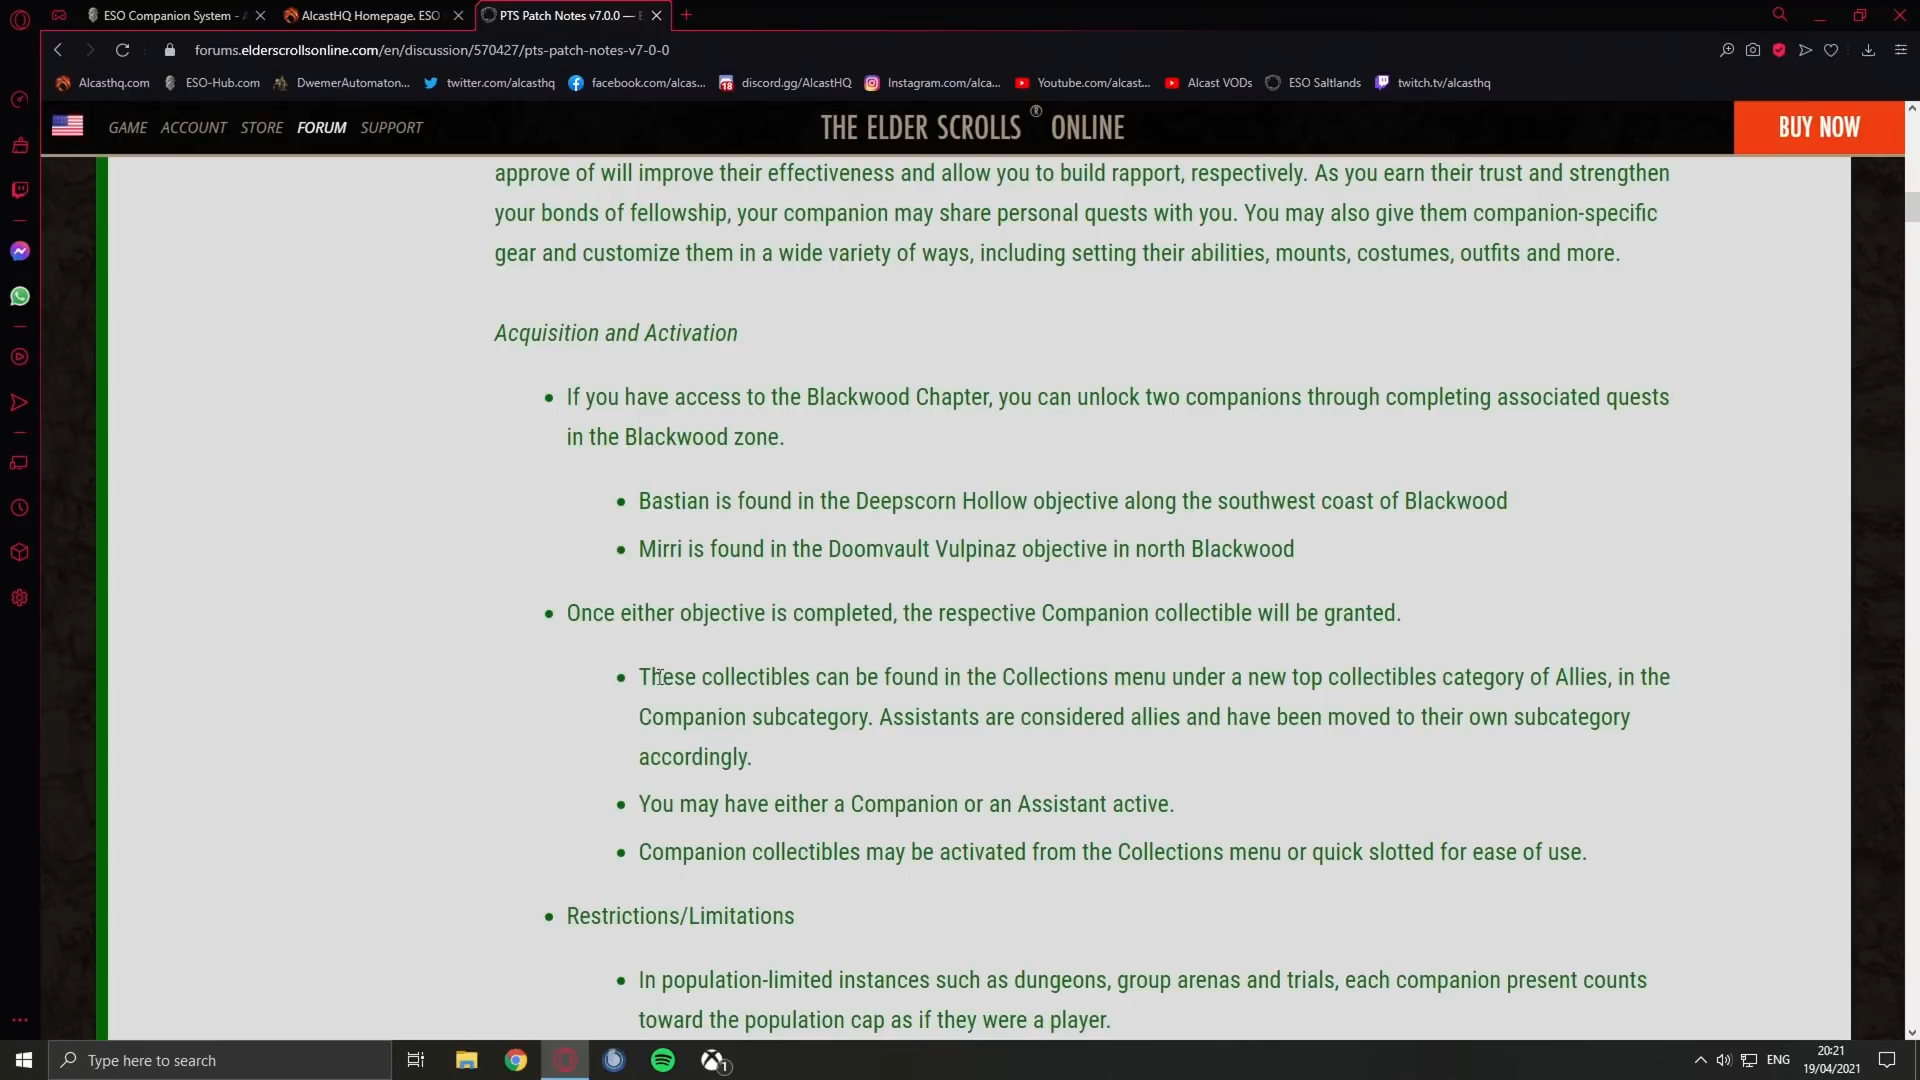 ESO Companion System - A
AlcastHQ Homepage. ESO
PTS Patch Notes v7.0.0 — E
forums.elderscrollsonline.com/en/discussion/570427/pts-patch-notes-v7-0-0
Alcasthq.com
ESO-Hub.com
DwemerAutomaton...
twitter.com/alcasthq
facebook.com/alcas...
18
discord.gg/AlcastHQ
Instagram.com/alca...
Youtube.com/alcast...
Alcast VODs
ESO Saltlands
twitch.tv/alcasthq
GAME ACCOUNT STORE FORUM SUPPORT
THE ELDER SCROLLS ® ONLINE
BUY NOW
approve of will improve their effectiveness and allow you to build rapport, respectively. As you earn their trust and strengthen
your bonds of fellowship, your companion may share personal quests with you. You may also give them companion-specific
gear and customize them in a wide variety of ways, including setting their abilities, mounts, costumes, outfits and more.
Acquisition and Activation
• If you have access to the Blackwood Chapter, you can unlock two companions through completing associated quests
in the Blackwood zone.
• Bastian is found in the Deepscorn Hollow objective along the southwest coast of Blackwood
• Mirri is found in the Doomvault Vulpinaz objective in north Blackwood
• Once either objective is completed, the respective Companion collectible will be granted.
• These collectibles can be found in the Collections menu under a new top collectibles category of Allies, in the
Companion subcategory. Assistants are considered allies and have been moved to their own subcategory
accordingly.
• You may have either a Companion or an Assistant active.
• Companion collectibles may be activated from the Collections menu or quick slotted for ease of use.
• Restrictions/Limitations
• In population-limited instances such as dungeons, group arenas and trials, each companion present counts
toward the population cap as if they were a player.
Type here to search
1
ENG
20:21
19/04/2021